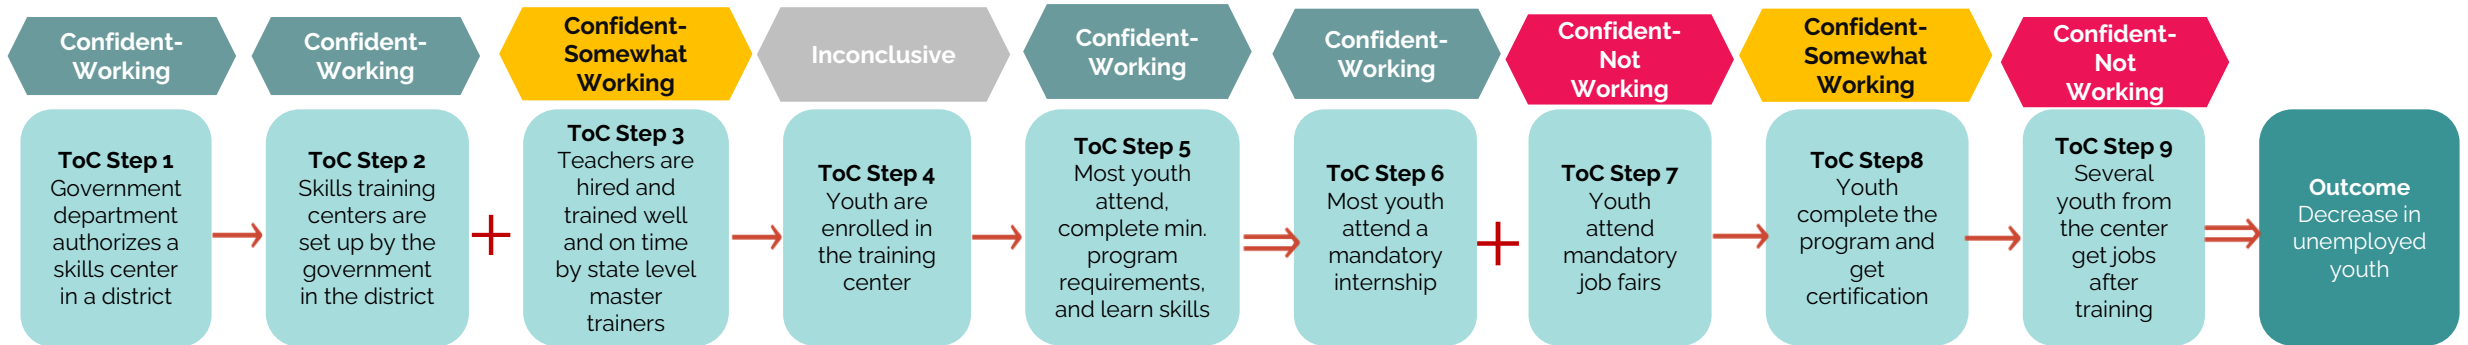 Confident-
Working
Confident-
Working
Confident-
Somewhat
Working
Inconclusive
Confident-
Working
Confident-
Working
Confident-
Not
Working
Confident-
Somewhat
Working
Confident-
Not
Working
ToC Step 1
Government
department
authorizes a
skills center
in a district
ToC Step 2
Skills training
centers are
set up by the
government
in the district
ToC Step 3
Teachers are
hired and
trained well
and on time
by state level
master
trainers
ToC Step 4
Youth are
enrolled in
the training
center
ToC Step 5
Most youth
attend,
complete min.
program
requirements,
and learn skills
ToC Step 6
Most youth
attend a
mandatory
internship
ToC Step 7
Youth
attend
mandatory
job fairs
ToC Step8
Youth
complete the
program and
get
certification
ToC Step 9
Several
youth from
the center
get jobs
after
training
Outcome
Decrease in
unemployed
youth